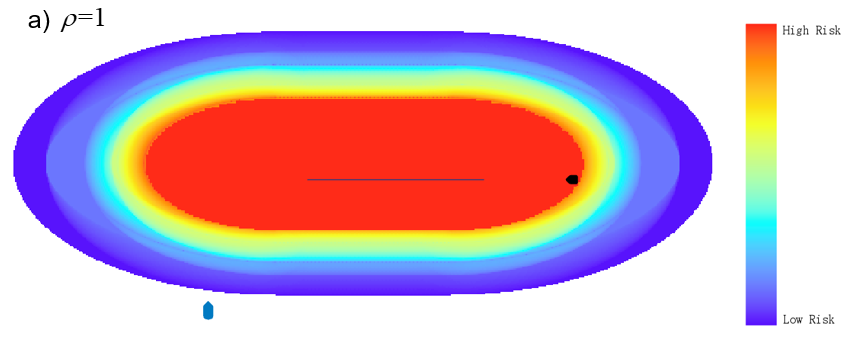 a) ρ=1
High Risk
Low Risk